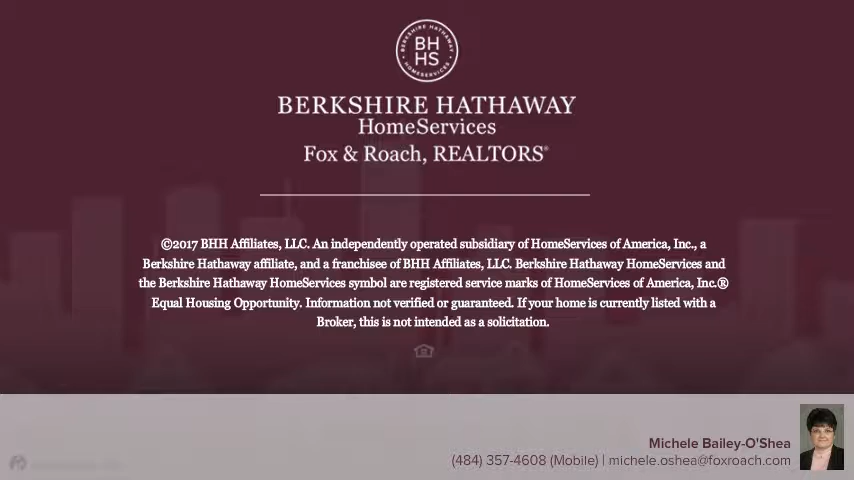 BERKSHIRE HATHAWAY
HOMESERVICES
BH
HS
BERKSHIRE HATHAWAY
HomeServices
Fox & Roach, REALTORS®
©2017 BHH Affiliates, LLC. An independently operated subsidiary of HomeServices of America, Inc., a
Berkshire Hathaway affiliate, and a franchisee of BHH Affiliates, LLC. Berkshire Hathaway HomeServices and
the Berkshire Hathaway HomeServices symbol are registered service marks of HomeServices of America, Inc.®
Equal Housing Opportunity. Information not verified or guaranteed. If your home is currently listed with a
Broker, this is not intended as a solicitation.
Michele Bailey-O'Shea
(484) 357-4608 (Mobile) | michele.oshea@foxroach.com